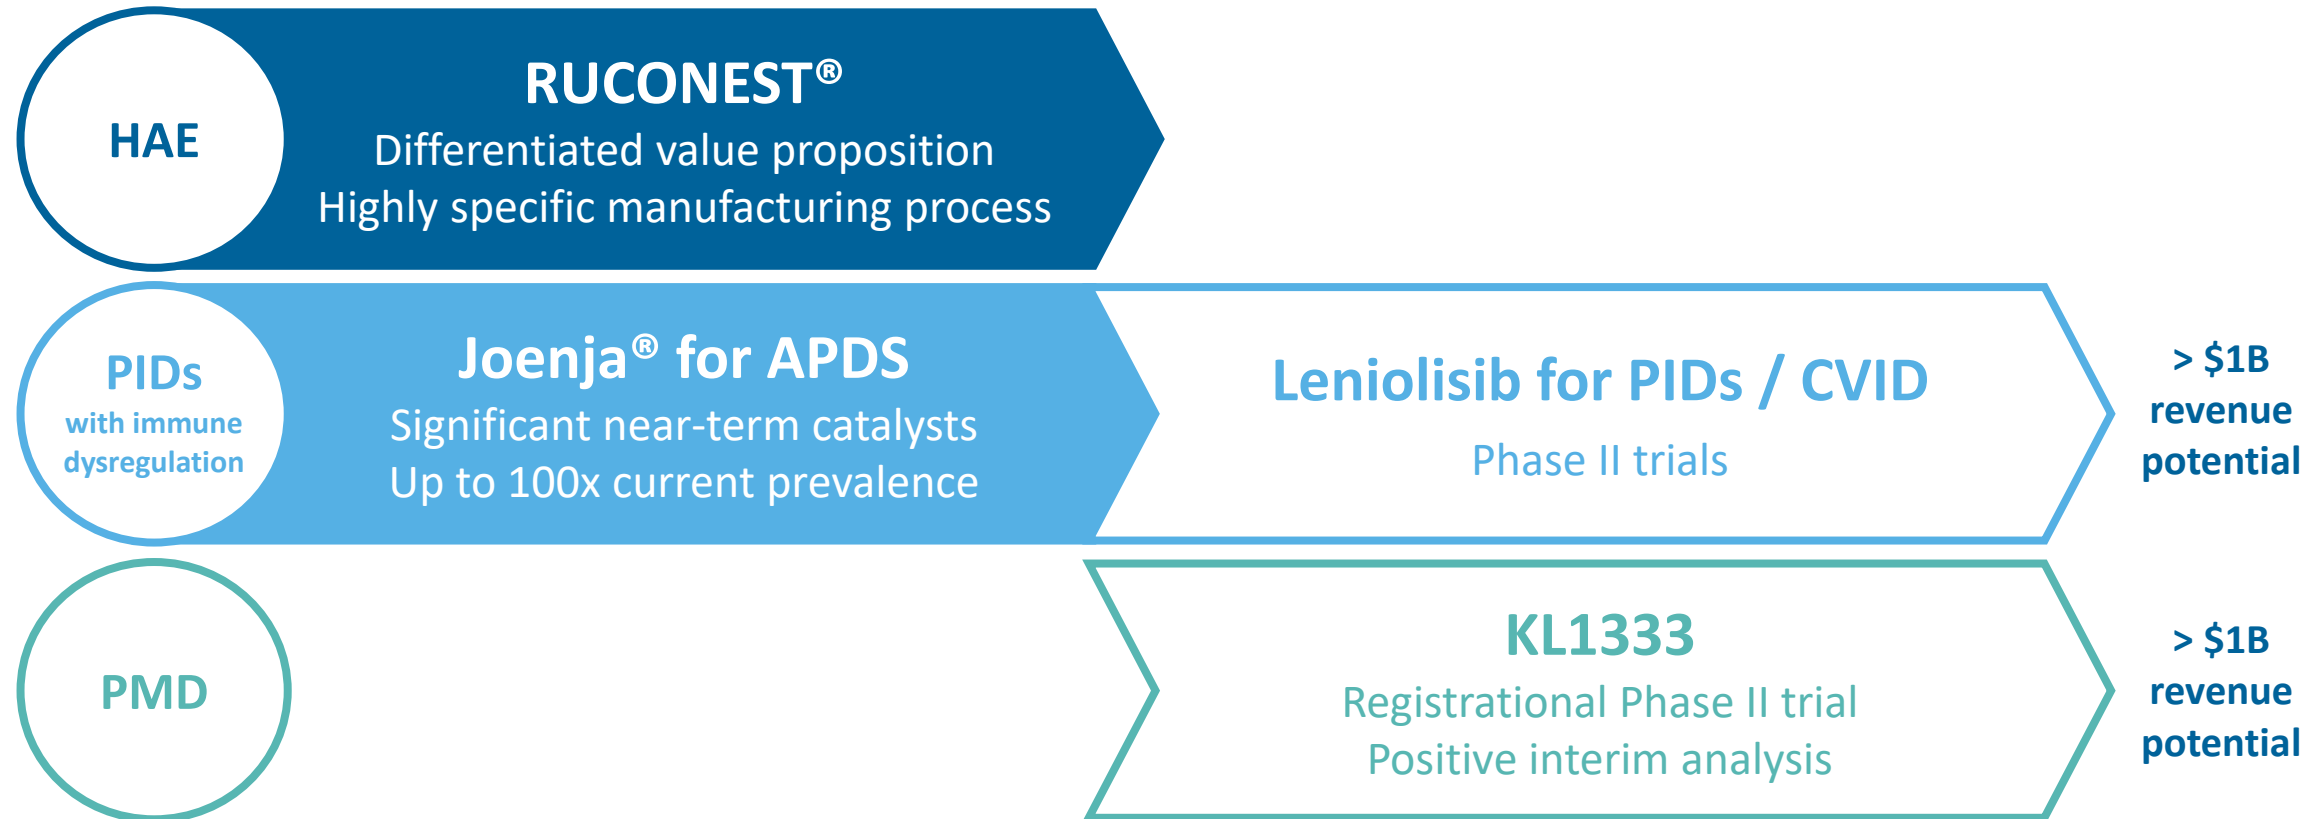 HAE
RUCONEST®
Differentiated value proposition
Highly specific manufacturing process
PIDs
with immune
dysregulation
Joenja® for APDS
Significant near-term catalysts
Up to 100x current prevalence
Leniolisib for PIDs / CVID
Phase II trials
> $1B
revenue
potential
PMD
KL1333
Registrational Phase II trial
Positive interim analysis
> $1B
revenue
potential